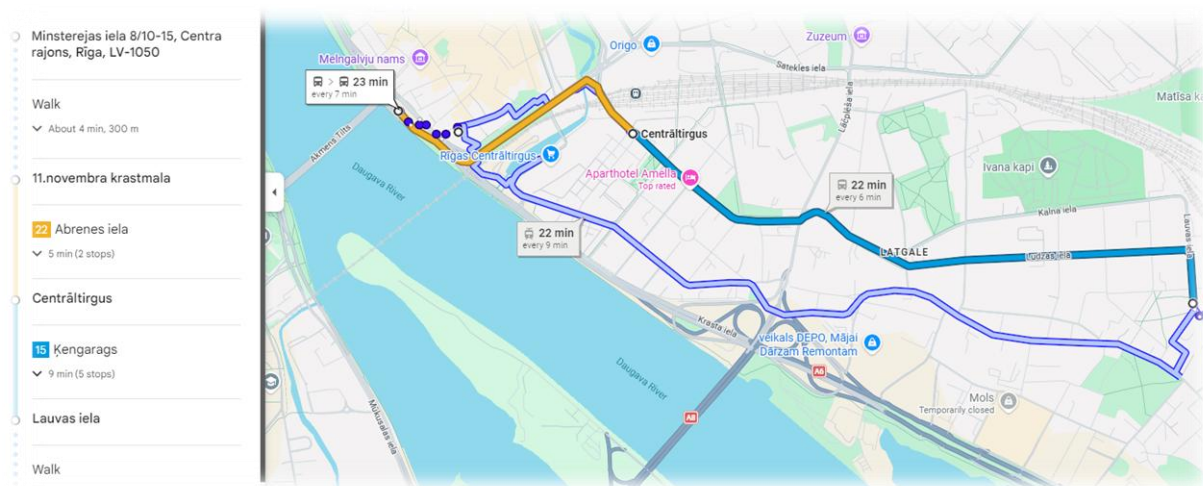 Minsterejas iela 8/10-15, Centra
rajons, Rīga, LV-1050
Walk
About 4 min, 300 m
11.novembra krastmala
22 Abrenes iela
5 min (2 stops)
Centrāltirgus
15 Ķengarags
9 min (5 stops)
Lauvas iela
Walk
Melngalvju nams
23 min
every 7 min
Akmens Tilts
Origo
Zuzeum
Satekles iela
Lāčplēša iela
Matīsa k
Centrāltirgus
Rīgas Centrāltirgus
Aparthotel Amella
Top rated
Ivana kapi
22 min
every 6 min
Kalna iela
Lauvas iela
Daugava River
22 min
every 9 min
LATGALE
Ludzas iela
Krasta iela
veikals DEPO, Mājai
Dārzam Remontam
A6
Daugava River
Mūkusalas iela
A8
Mols
Temporarily closed